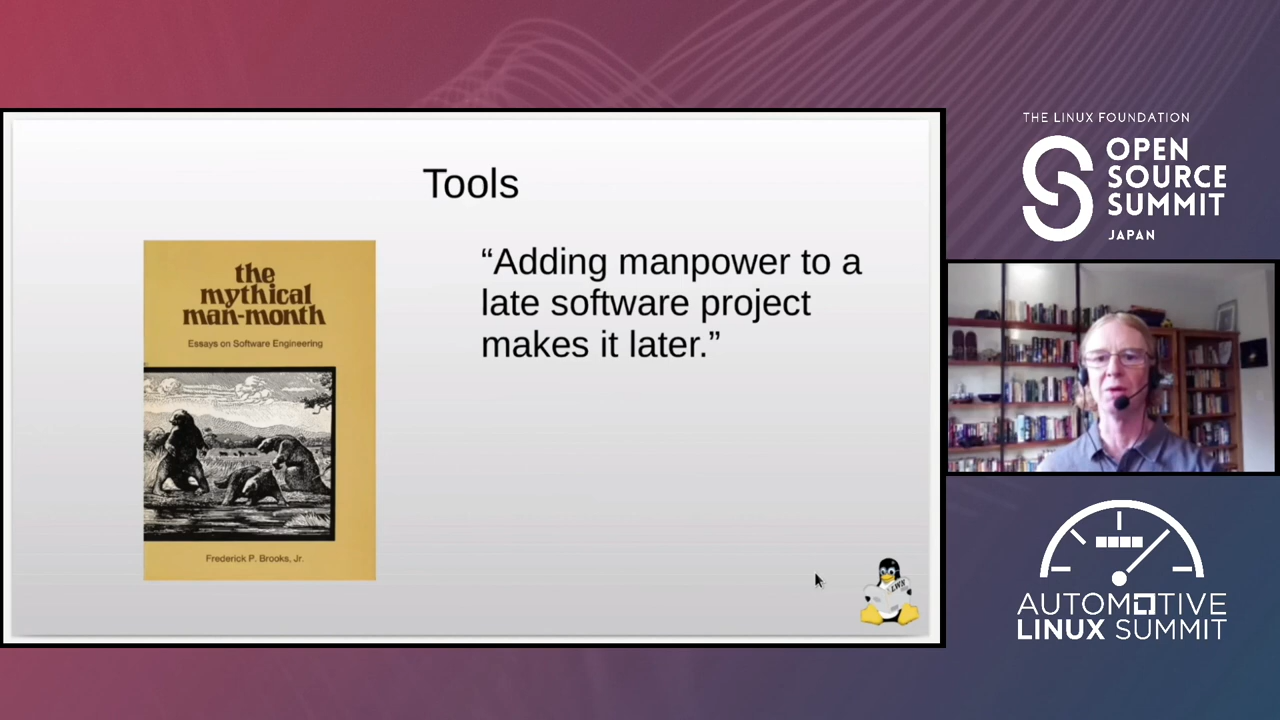 Tools
the
mythical
man-month
Essays on Software Engineering
Frederick P. Brooks, Jr.
“Adding manpower to a
late software project
makes it later.”
LWN
THE LINUX FOUNDATION
OPEN
SOURCE
SUMMIT
JAPAN
AUTOMOTIVE
LINUX SUMMIT